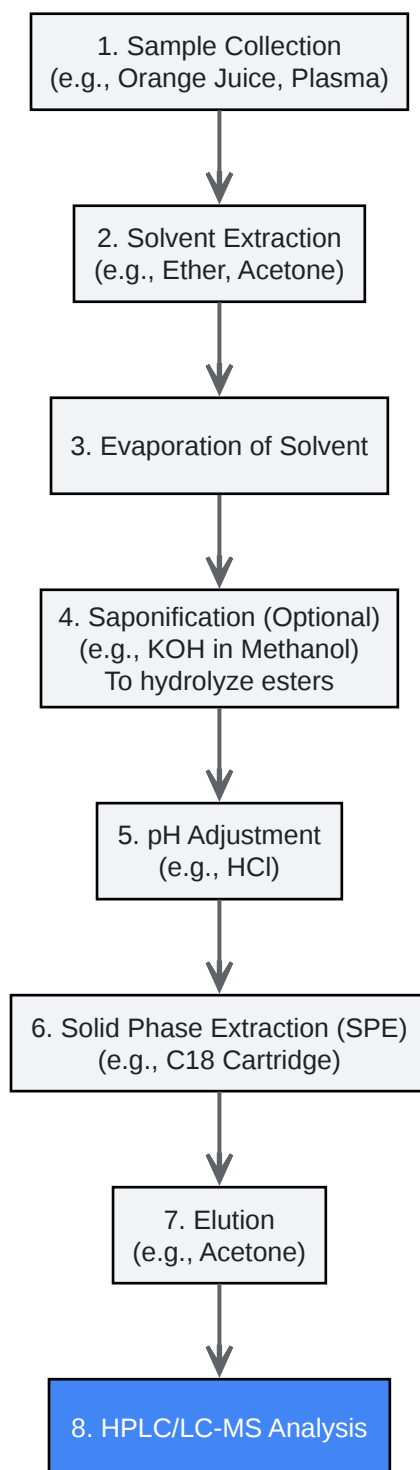 1. Sample Collection
(e.g., Orange Juice, Plasma)
2. Solvent Extraction
(e.g., Ether, Acetone)
3. Evaporation of Solvent
4. Saponification (Optional)
(e.g., KOH in Methanol)
To hydrolyze esters
5. pH Adjustment
(e.g., HCl)
6. Solid Phase Extraction (SPE)
(e.g., C18 Cartridge)
7. Elution
(e.g., Acetone)
8. HPLC/LC-MS Analysis